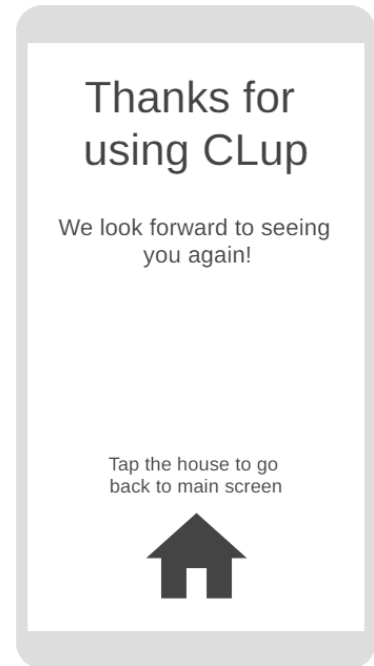 Thanks for
using CLup
We look forward to seeing
you again!
Tap the house to go
back to main screen